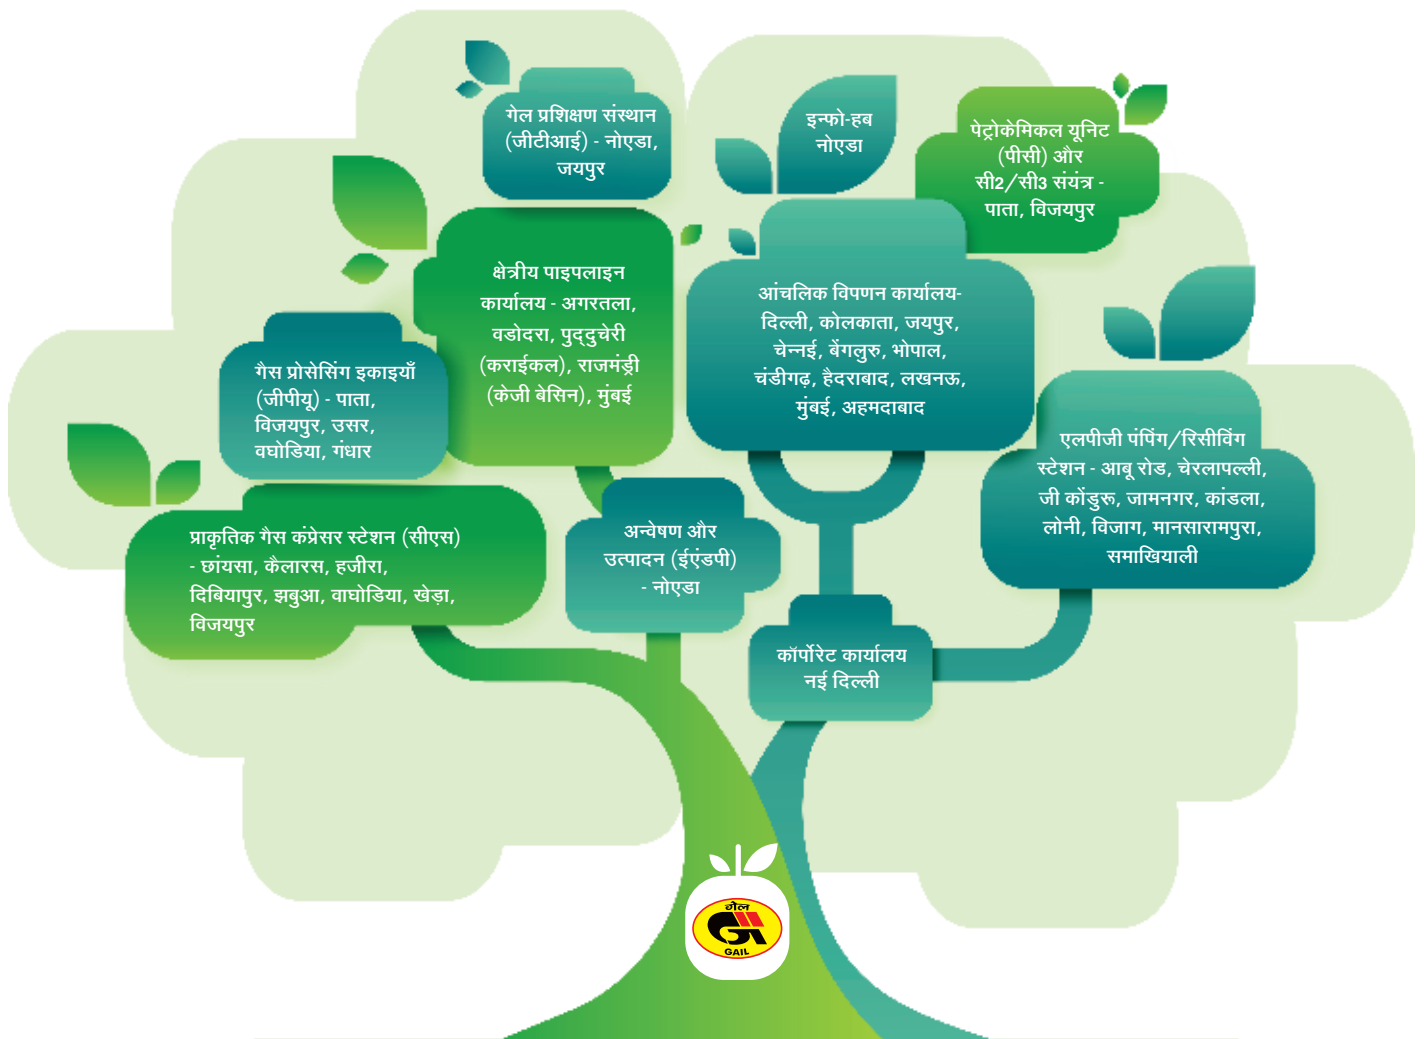 गेल प्रशिक्षण संस्थान
(जीटीआई) - नोएडा,
जयपुर
इन्फो-हब
नोएडा
पेट्रोकेमिकल यूनिट
(पीसी) और
सी2/सी3 संयंत्र -
पाता, विजयपुर
क्षेत्रीय पाइपलाइन
कार्यालय - अगरतला,
वडोदरा, पुद्दुचेरी
(कराईकल), राजमंड्री
(केजी बेसिन), मुंबई
आंचलिक विपणन कार्यालय-
दिल्ली, कोलकाता, जयपुर,
चेन्नई, बेंगलुरु, भोपाल,
चंडीगढ़, हैदराबाद, लखनऊ,
मुंबई, अहमदाबाद
गैस प्रोसेसिंग इकाइयाँ
(जीपीयू) - पाता,
विजयपुर, उसर,
वघोडिया, गंधार
एलपीजी पंपिंग/रिसीविंग
स्टेशन - आबू रोड, चेरलापल्ली,
जी कोंडुरू, जामनगर, कांडला,
लोनी, विजाग, मानसारामपुरा,
समाखियाली
प्राकृतिक गैस कंप्रेसर स्टेशन (सीएस)
- छांयसा, कैलारस, हजीरा,
दिबियापुर, झबुआ, वाघोडिया, खेड़ा,
विजयपुर
अन्वेषण और
उत्पादन (ईएंडपी)
- नोएडा
कॉर्पोरेट कार्यालय
नई दिल्ली
गेल
GAIL